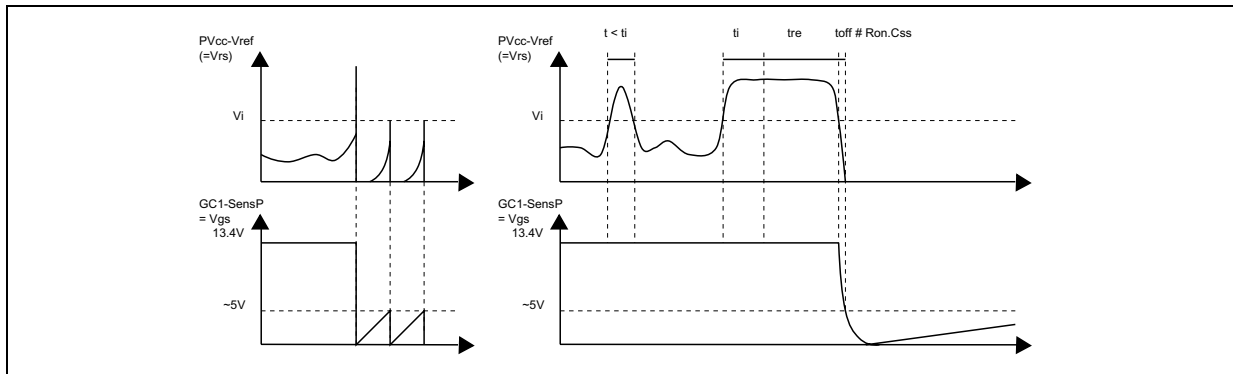 PVcc-Vref
(=Vrs)
Vi
GC1-SensP
= Vgs
13.4V
~5V
t < ti
ti
tre
toff # Ron.Css
PVcc-Vref
(=Vrs)
Vi
GC1-SensP
= Vgs
13.4V
~5V